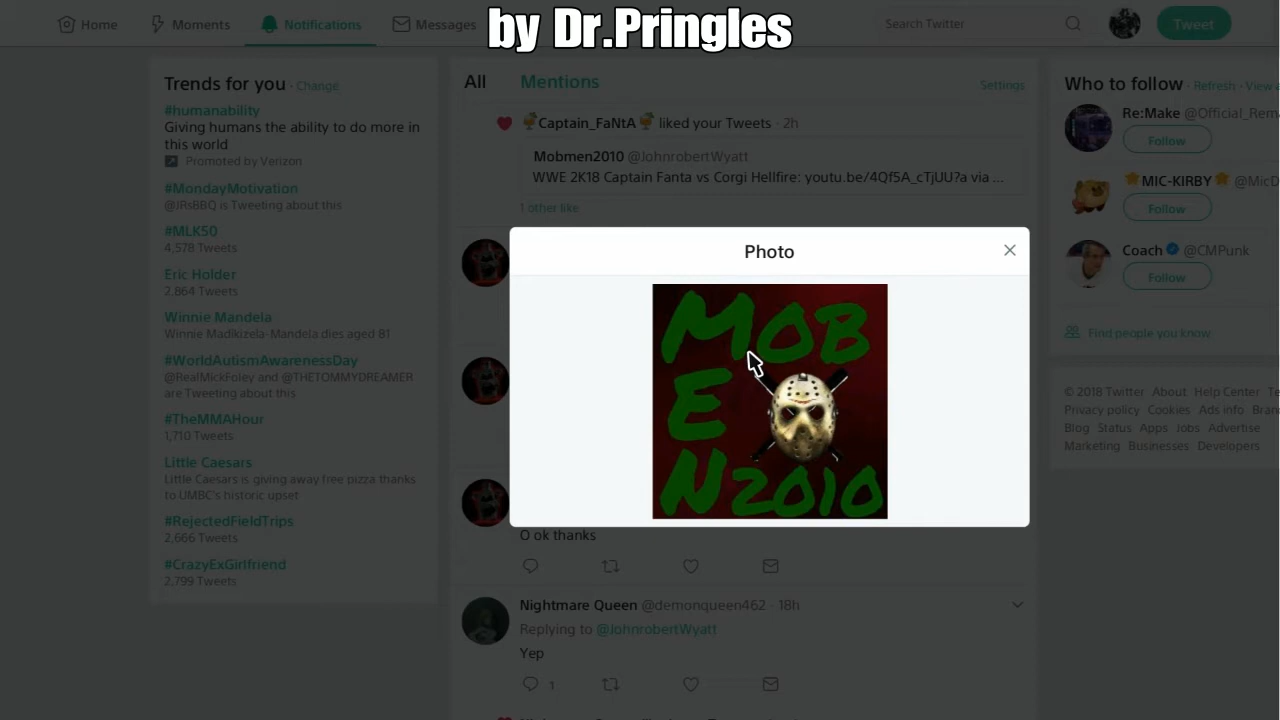 by Dr.Pringles
Home
Moments
Notifications
Messages
Search Twitter
Tweet
Trends for you · Change
#humanability
Giving humans the ability to do more in
this world
Promoted by Verizon
#MondayMotivation
@JRsBBQ is Tweeting about this
#MLK50
4,578 Tweets
Eric Holder
2,864 Tweets
Winnie Mandela
Winnie Madikizela-Mandela dies aged 81
#WorldAutismAwarenessDay
@RealMickFoley and @THETOMMYDREAMER
are Tweeting about this
#TheMMAHour
1,710 Tweets
Little Caesars
Little Caesars is giving away free pizza thanks
to UMBC's historic upset
#RejectedFieldTrips
2,666 Tweets
#CrazyExGirlfriend
2,799 Tweets
All Mentions
Settings
Captain_FaNtA liked your Tweets · 2h
Mobmen2010 @JohnrobertWyatt
WWE 2K18 Captain Fanta vs Corgi Hellfire: youtu.be/4Qf5A_cTjUU?a via ...
1 other like
Photo
MOB
E
N2010
O ok thanks
Nightmare Queen @demonqueen462 · 18h
Replying to @JohnrobertWyatt
Yep
1
Who to follow · Refresh · View a
Re:Make @Official_Rem
Follow
MIC-KIRBY @MicD
Follow
Coach @CMPunk
Follow
Find people you know
© 2018 Twitter About Help Center Te
Privacy policy Cookies Ads info Bran
Blog Status Apps Jobs Advertise
Marketing Businesses Developers